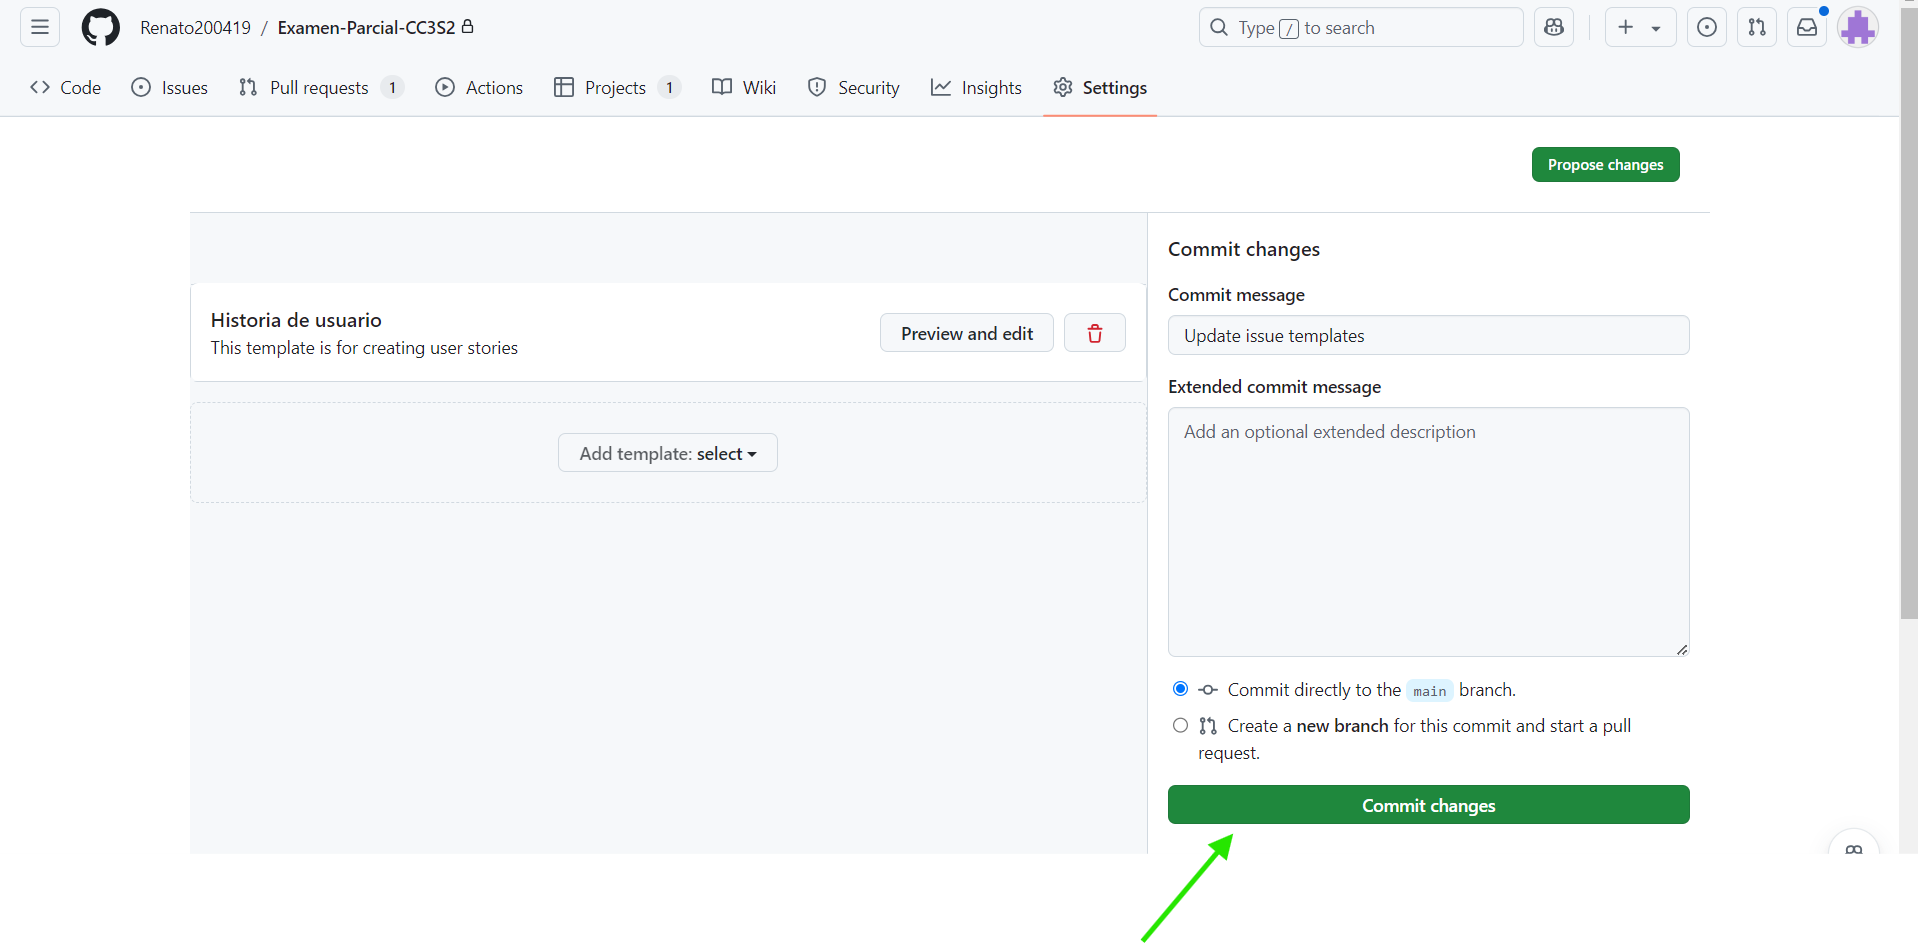 Renato200419 / Examen-Parcial-CC3S2
Type / to search
Code Issues Pull requests 1 Actions Projects 1 Wiki Security Insights Settings
Propose changes
Historia de usuario
This template is for creating user stories
Preview and edit
Add template: select
Commit changes
Commit message
Update issue templates
Extended commit message
Add an optional extended description
Commit directly to the main branch.
Create a new branch for this commit and start a pull
request.
Commit changes